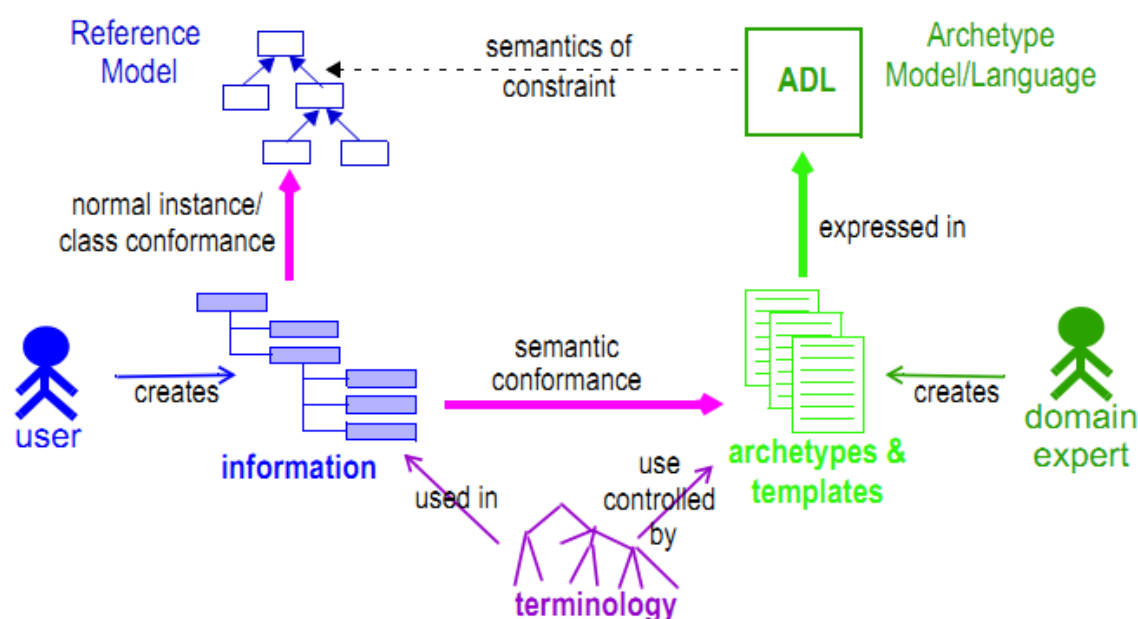 Reference
Model
semantics of
constraint
ADL
Archetype
Model/Language
normal instance/
class conformance
expressed in
creates
user
information
semantic
conformance
archetypes &
templates
creates
domain
expert
used in
use
controlled
by
terminology